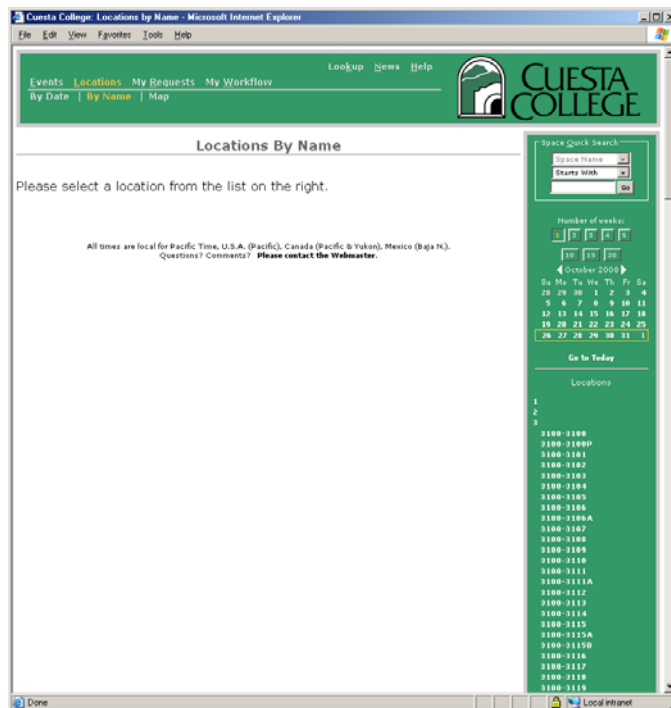 Cuesta College: Locations by Name - Microsoft Internet Explorer
File Edit View Favorites Tools Help
Lookup News Help
Events Locations My Requests My Workflow
By Date | By Name | Map
CUESTA
COLLEGE
Locations By Name
Please select a location from the list on the right.
All times are local for Pacific Time, U.S.A. (Pacific), Canada (Pacific & Yukon), Mexico (Baja N.).
Questions? Comments? Please contact the Webmaster.
Space Quick Search
Space Name
Starts With
Go
Number of weeks:
1 2 3 4 5
10 15 20
October 2008
Su Mo Tu We Th Fr Sa
28 29 30 1 2 3 4
5 6 7 8 9 10 11
12 13 14 15 16 17 18
19 20 21 22 23 24 25
26 27 28 29 30 31 1
Go to Today
Locations
1
2
3
3100-3100
3100-3100P
3100-3101
3100-3102
3100-3103
3100-3104
3100-3105
3100-3106
3100-3106A
3100-3107
3100-3108
3100-3109
3100-3110
3100-3111
3100-3111A
3100-3112
3100-3113
3100-3114
3100-3115
3100-3115A
3100-3115B
3100-3116
3100-3117
3100-3118
3100-3119
Done
Local intranet